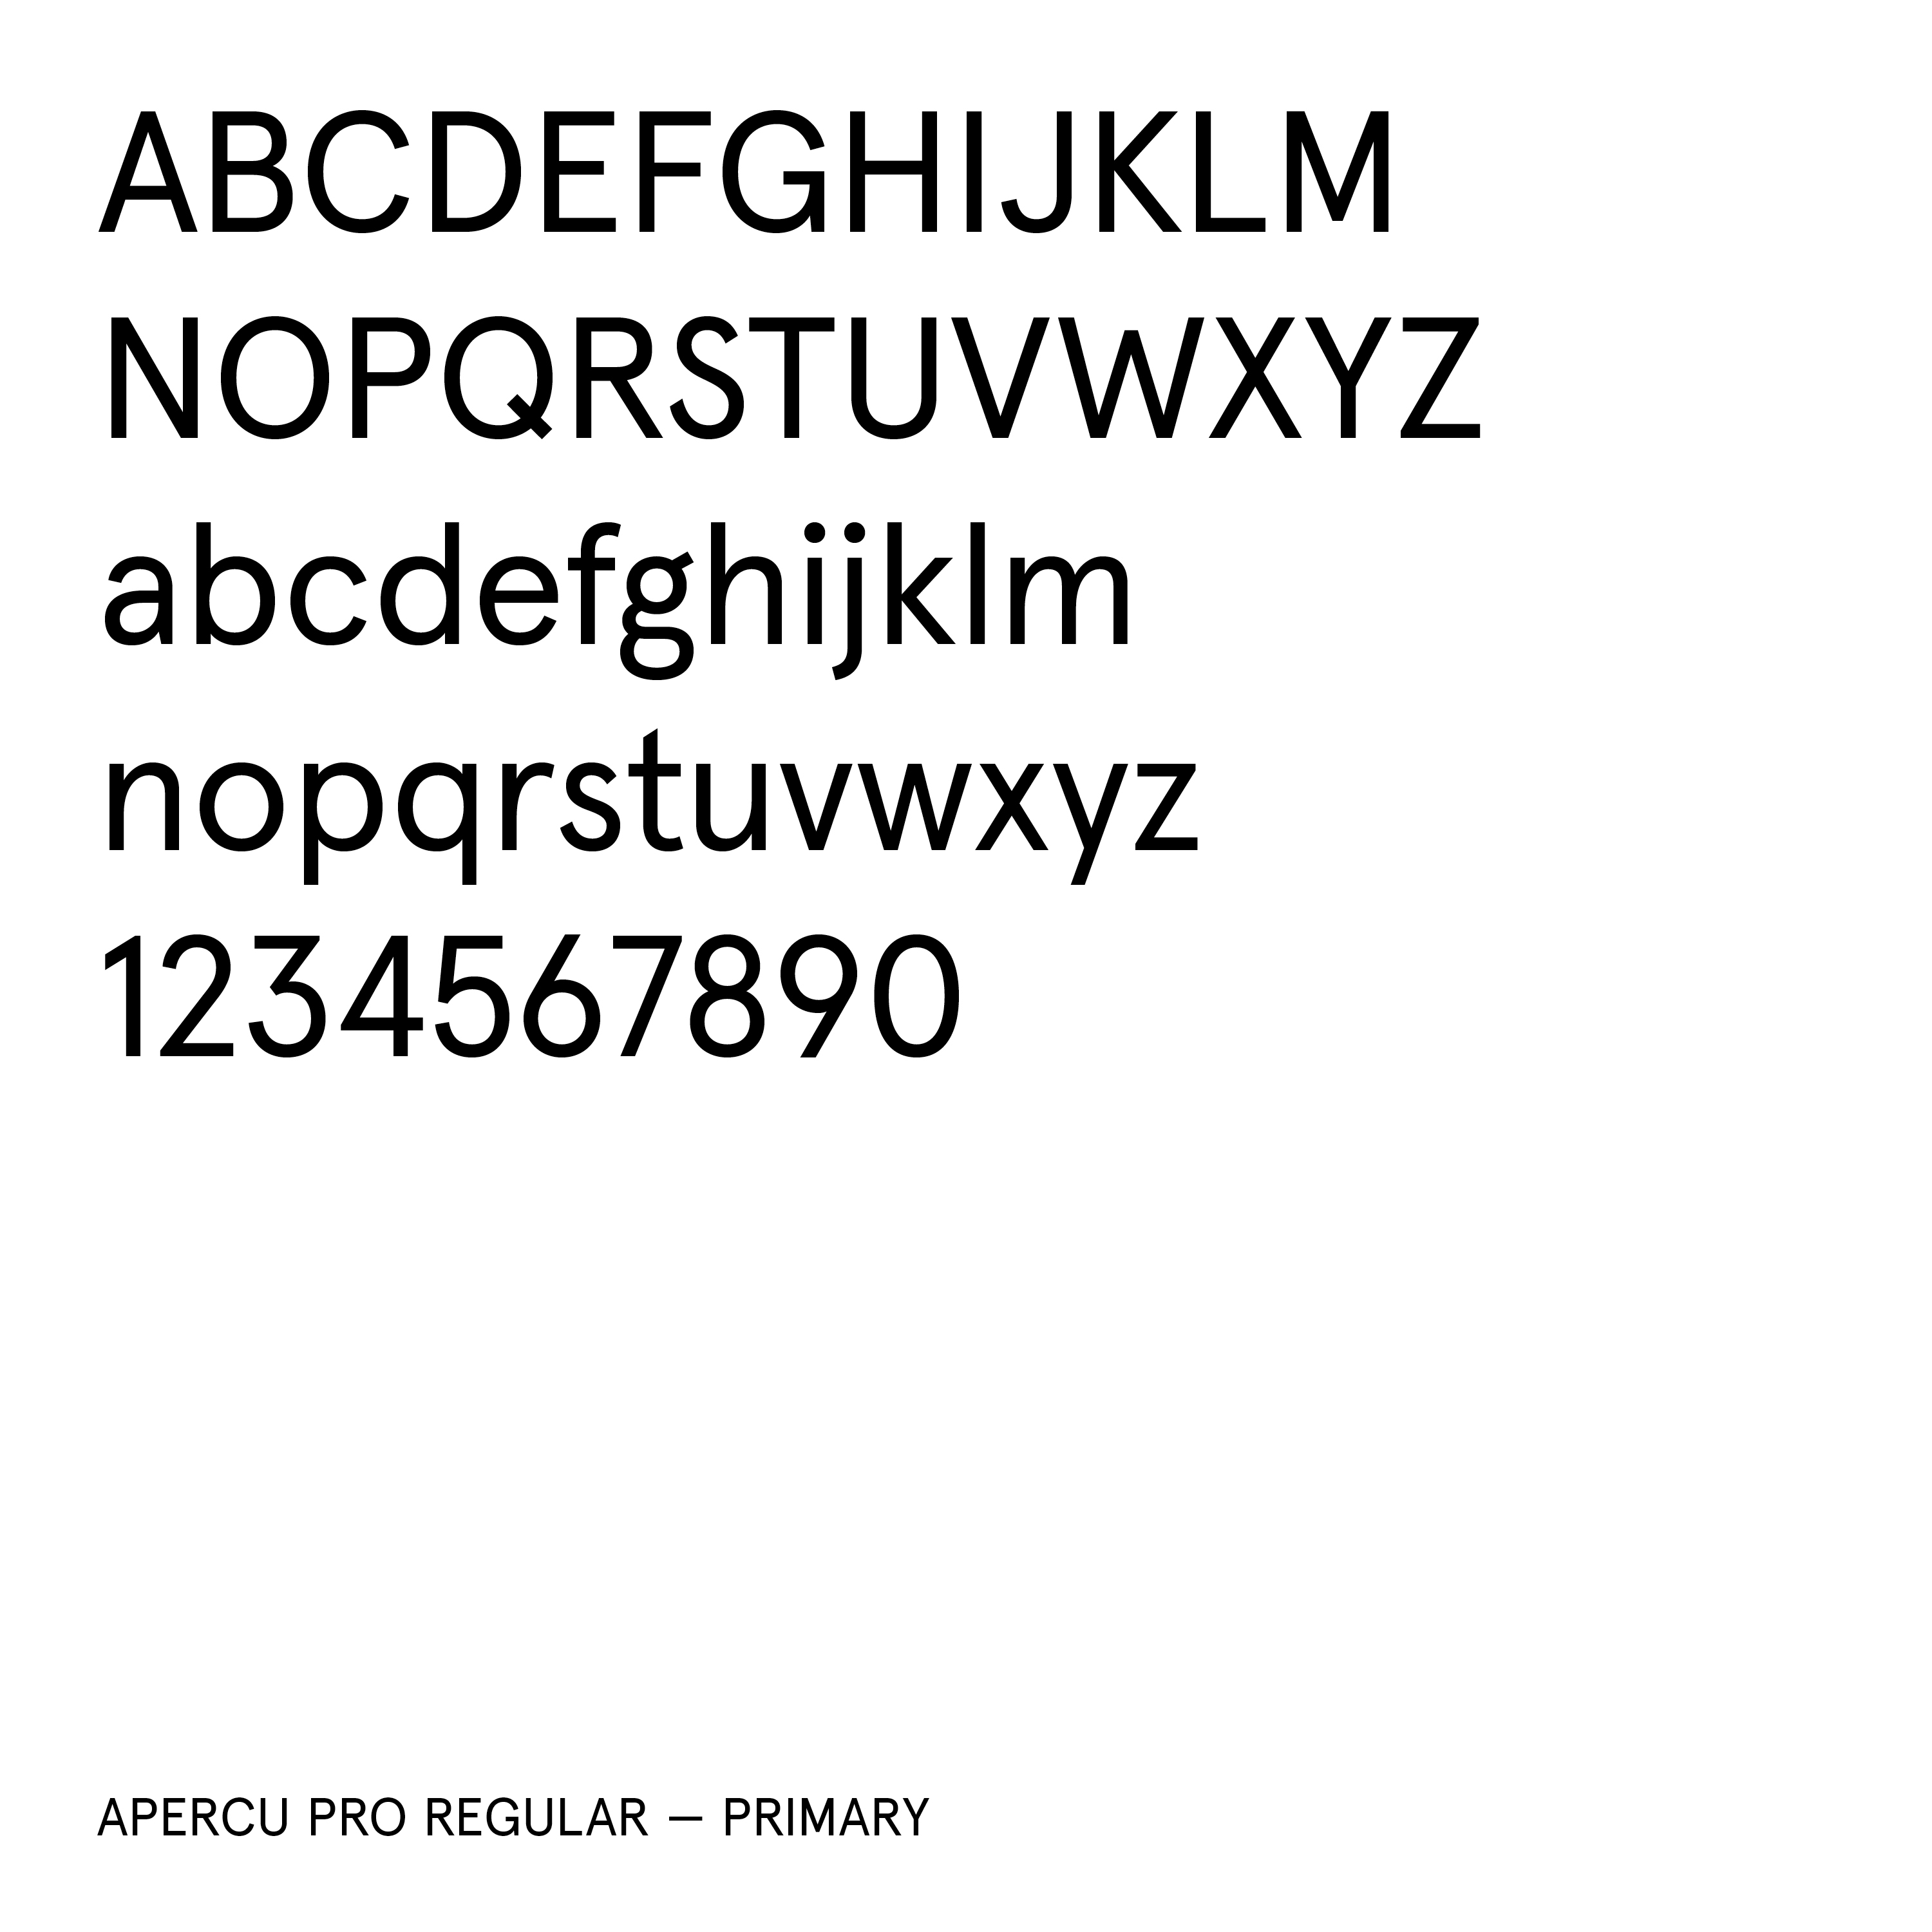 ABCDEFGHIJKLM
NOPQRSTUVWXYZ
abcdefghijklm
nopqrstuvwxyz
1234567890
APERCU PRO REGULAR — PRIMARY